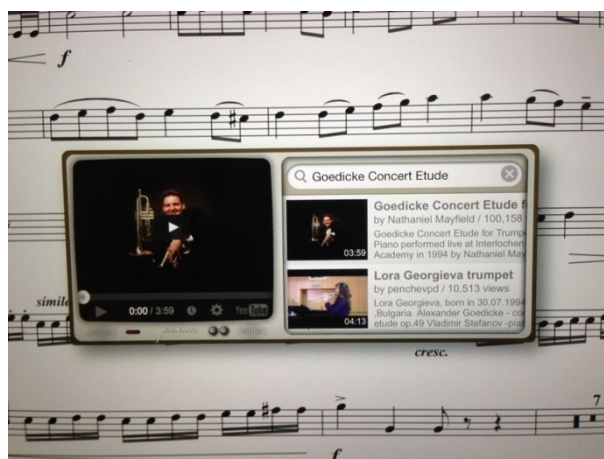 f
Goedicke Concert Etude
Goedicke Concert Etude f
by Nathaniel Mayfield / 100,158
Goedicke Concert Etude for Trump
Piano performed live at Interlochen
Academy in 1994 by Nathaniel May
03:59
Lora Georgieva trumpet
by penchevpd / 10,513 views
Lora Georgieva, born in 30.07.1994
,Bulgaria. Alexander Goedicke - co
etude op.49 Vladimir Stefanov -pian
04:13
0:00 / 3:59
YouTube
simile
cresc.
7
f